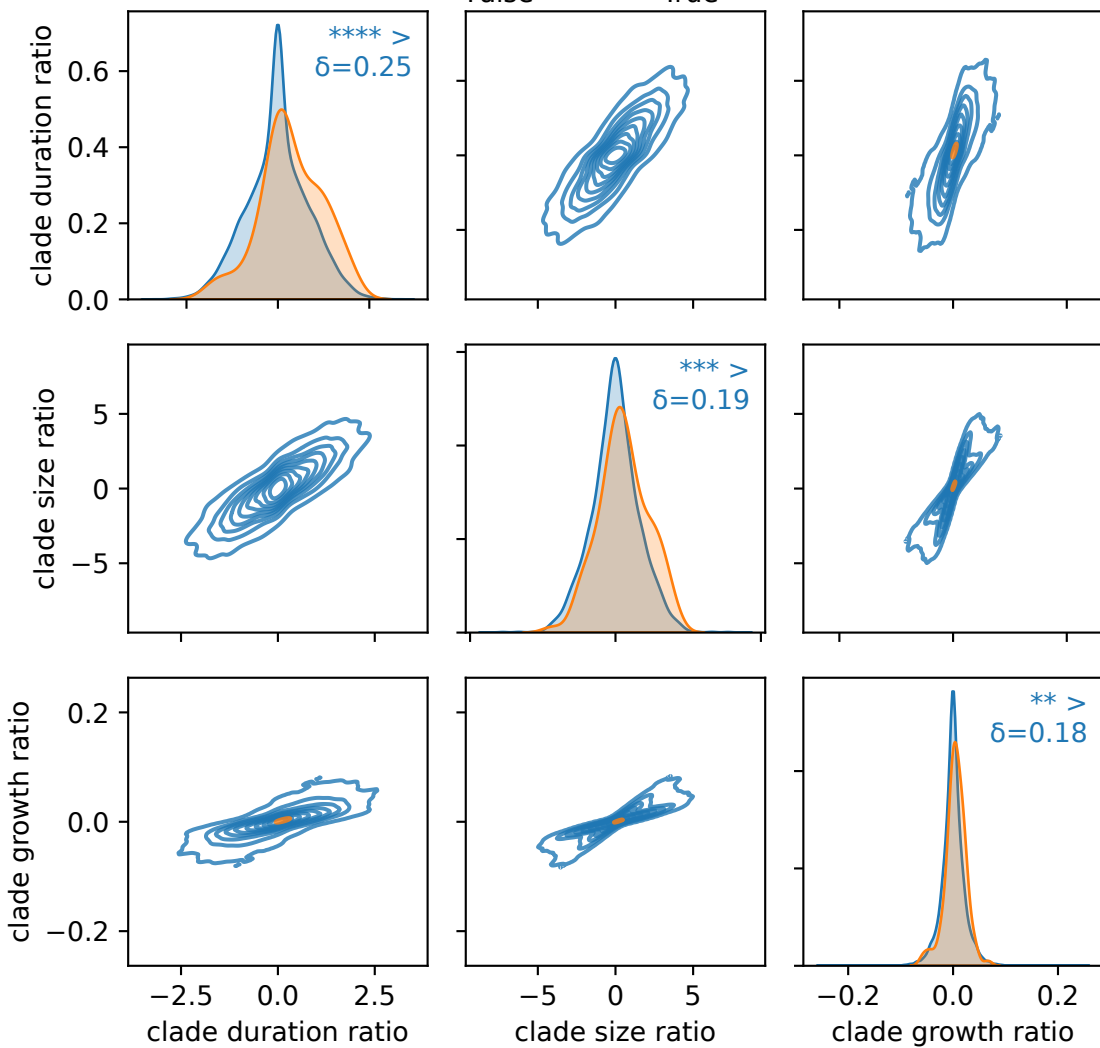 True
clade duration ratio
0.6
0.4
0.2
0.0
**** >
δ=0.25
clade size ratio
5
0
−5
*** >
δ=0.19
clade growth ratio
0.2
0.0
−0.2
** >
δ=0.18
−2.5 0.0 2.5
−5 0 5
−0.2 0.0 0.2
clade duration ratio
clade size ratio
clade growth ratio